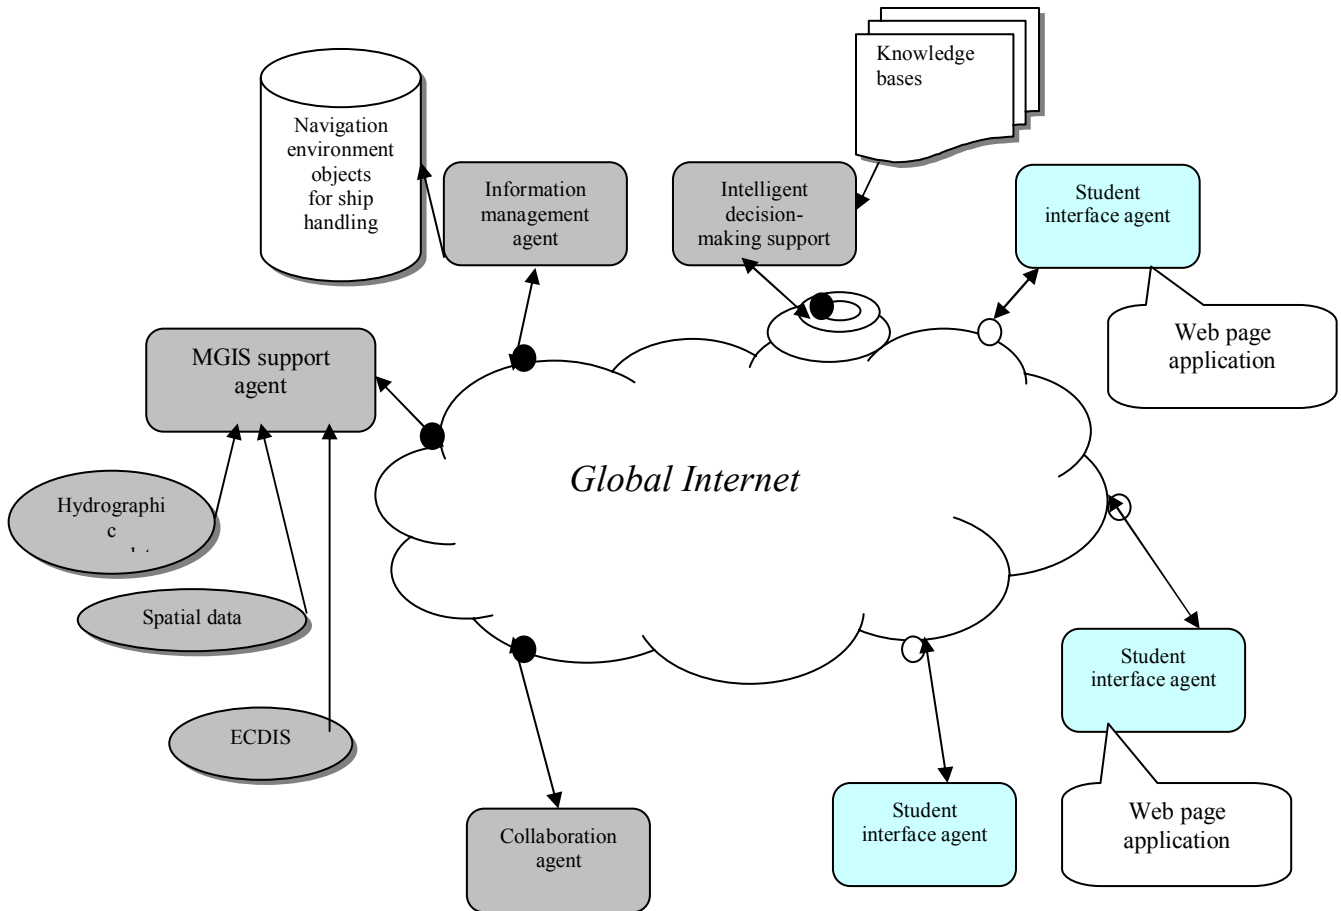 Knowledge
bases
Navigation
environment
objects
for ship
handling
Information
management
agent
Intelligent
decision-
making support
Student
interface agent
Web page
application
MGIS support
agent
Global Internet
Hydrographi
c
Spatial data
ECDIS
Student
interface agent
Web page
application
Student
interface agent
Collaboration
agent